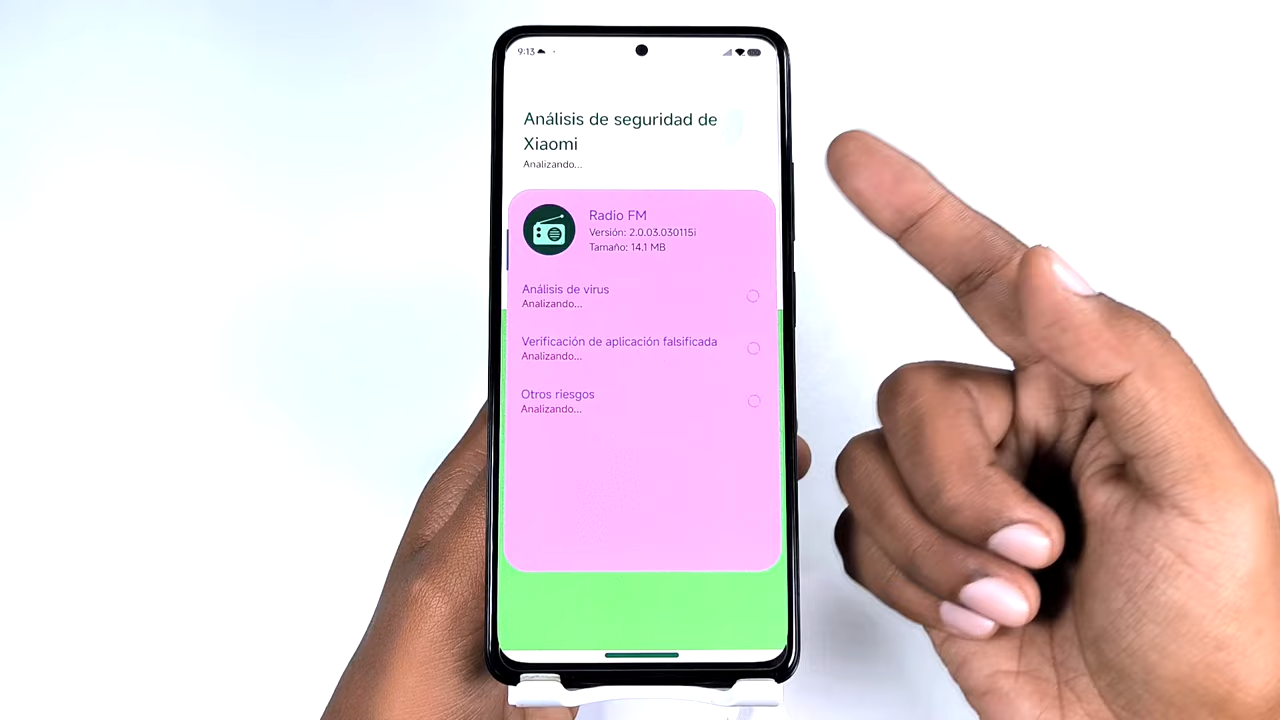 9:13
Análisis de seguridad de
Xiaomi
Analizando...
Radio FM
Versión: 2.0.03.030115i
Tamaño: 14.1 MB
Análisis de virus
Analizando...
Verificación de aplicación falsificada
Analizando...
Otros riesgos
Analizando...